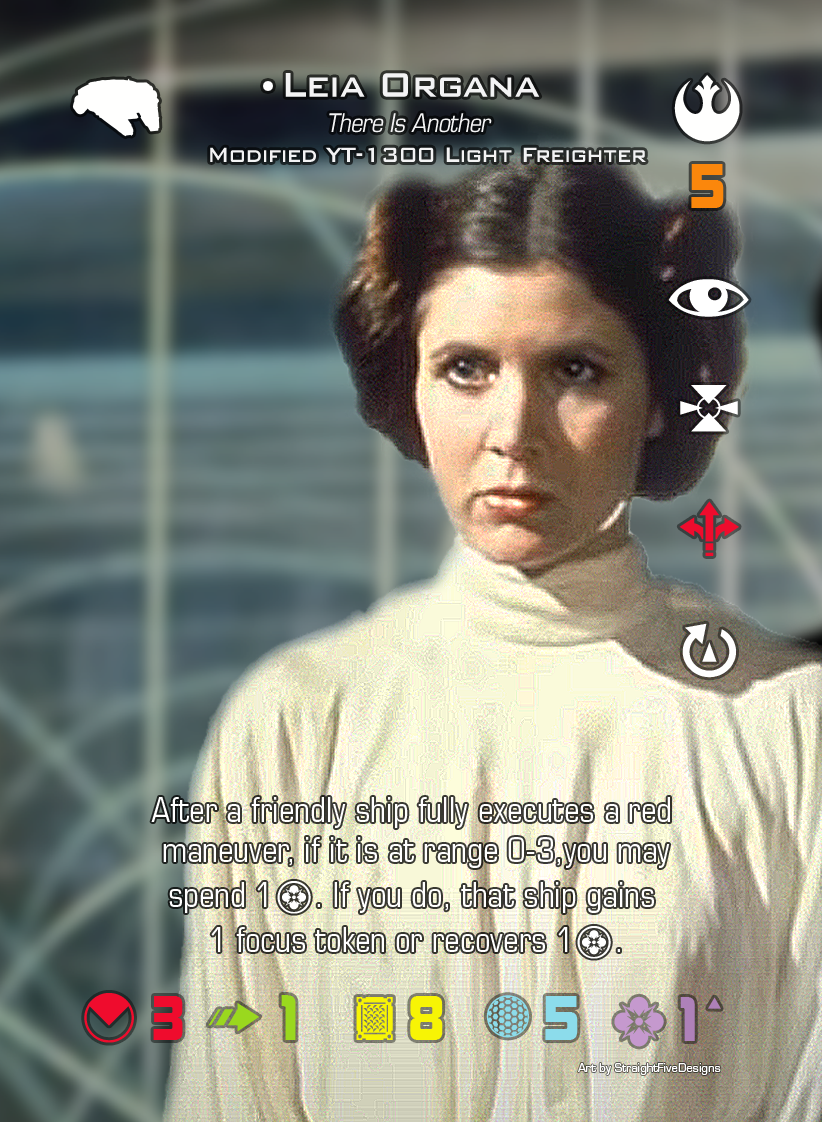 • Leia Organa
There Is Another
Modified YT-1300 Light Freighter
5
After a friendly ship fully executes a red
maneuver, if it is at range 0-3,you may
spend 1 . If you do, that ship gains
1 focus token or recovers 1 .
3 1 8 5 1
Art by StraightFiveDesigns